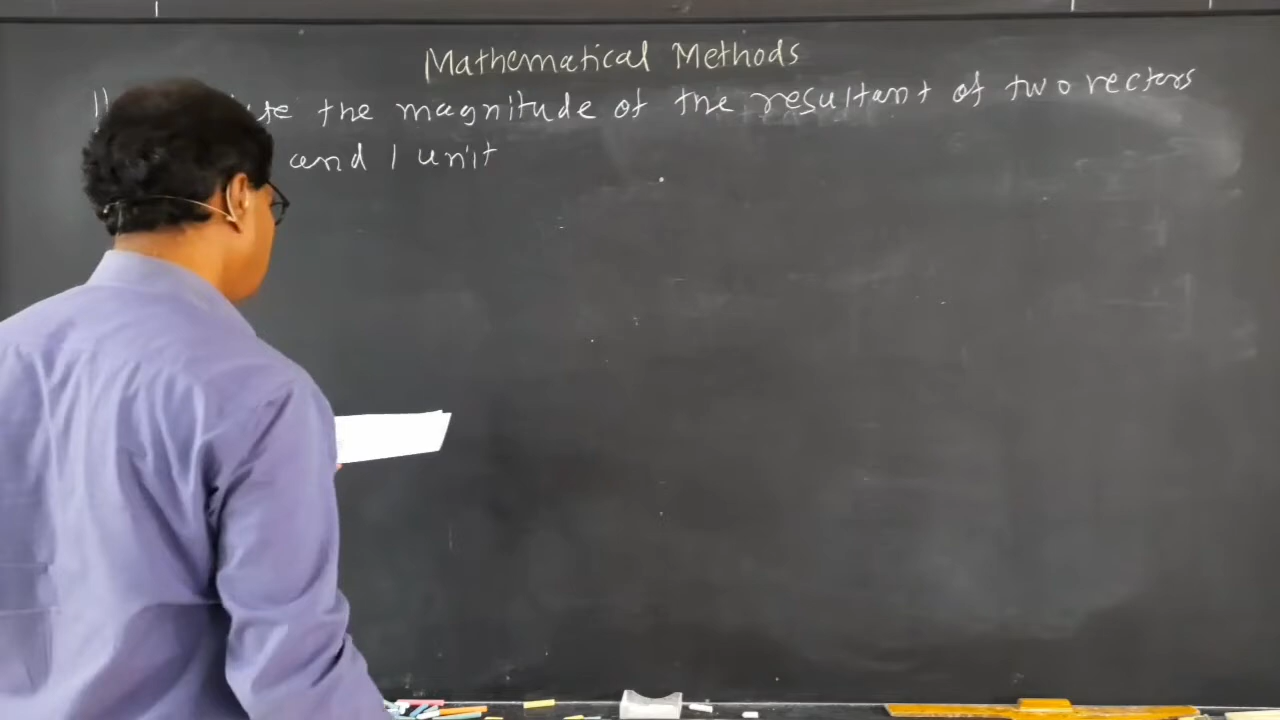 Mathematical Methods
1) the magnitude of the resultant of two vectors
and 1 unit